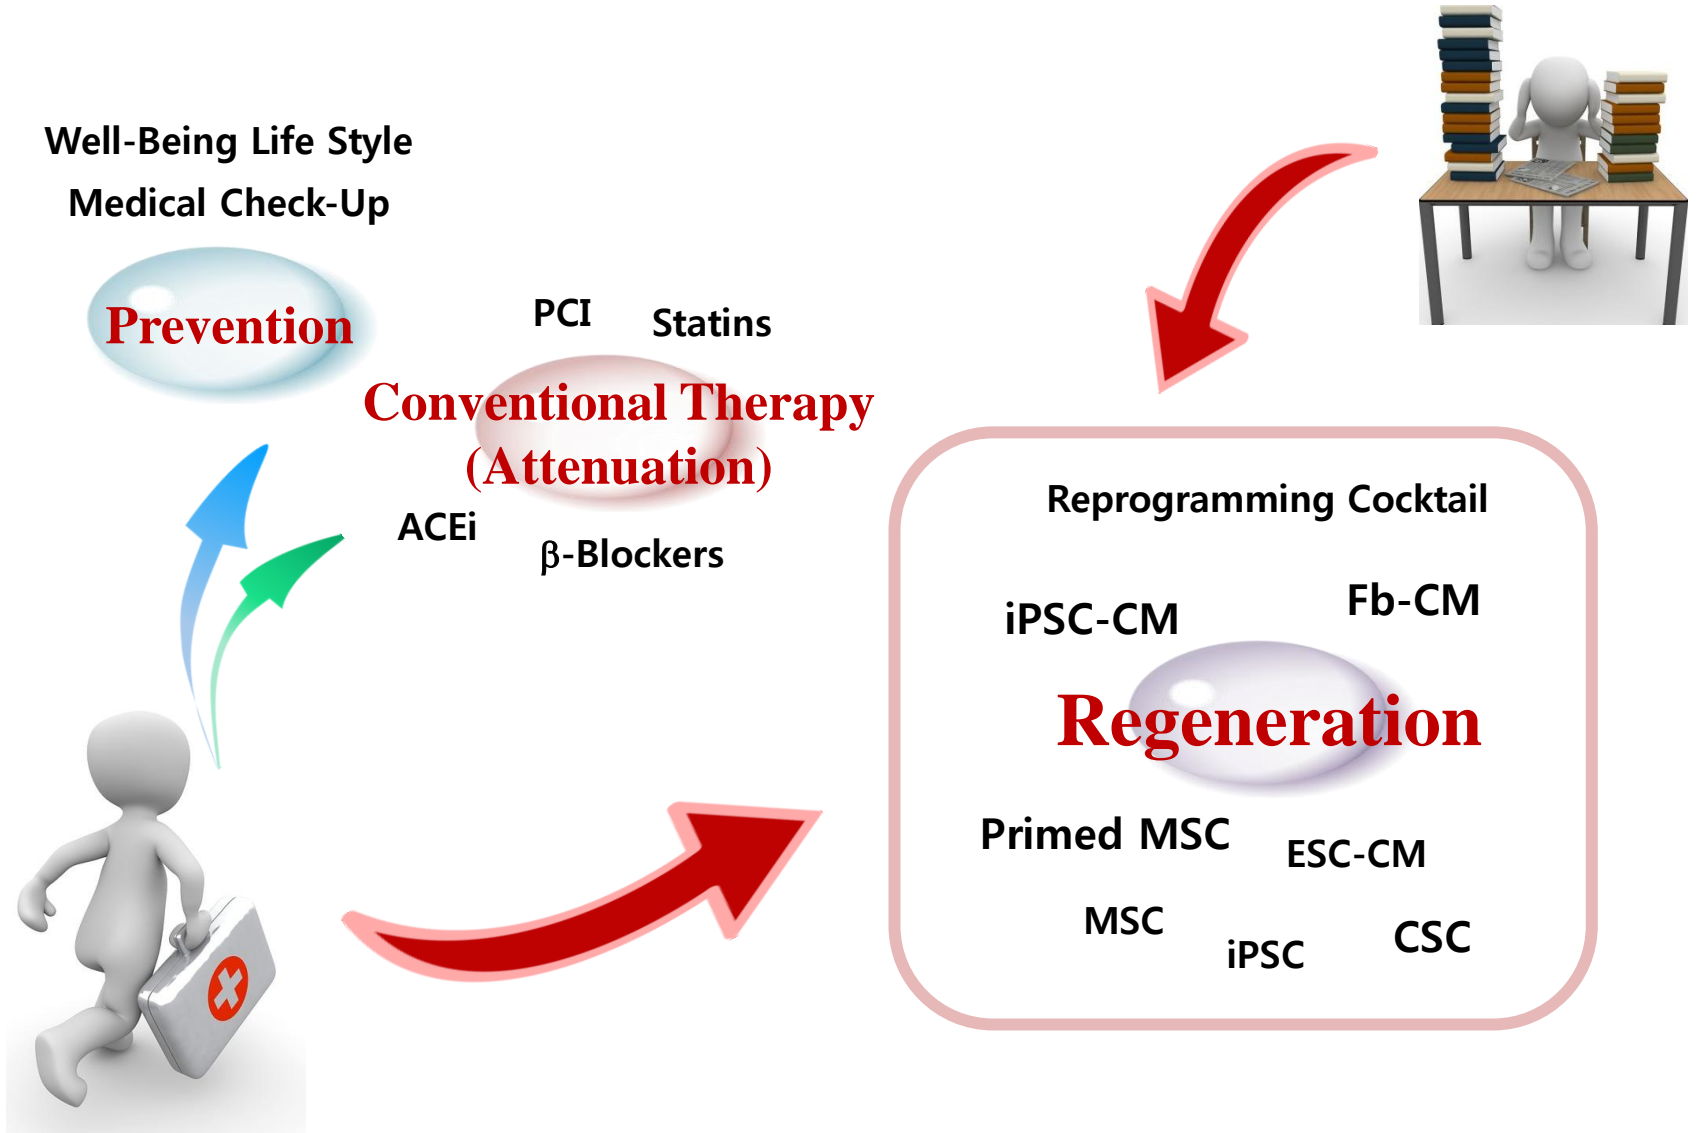 Well-Being Life Style
Medical Check-Up
Prevention
PCI
Statins
Conventional Therapy
(Attenuation)
ACEi
β-Blockers
Reprogramming Cocktail
iPSC-CM
Fb-CM
Regeneration
Primed MSC
ESC-CM
MSC
iPSC
CSC